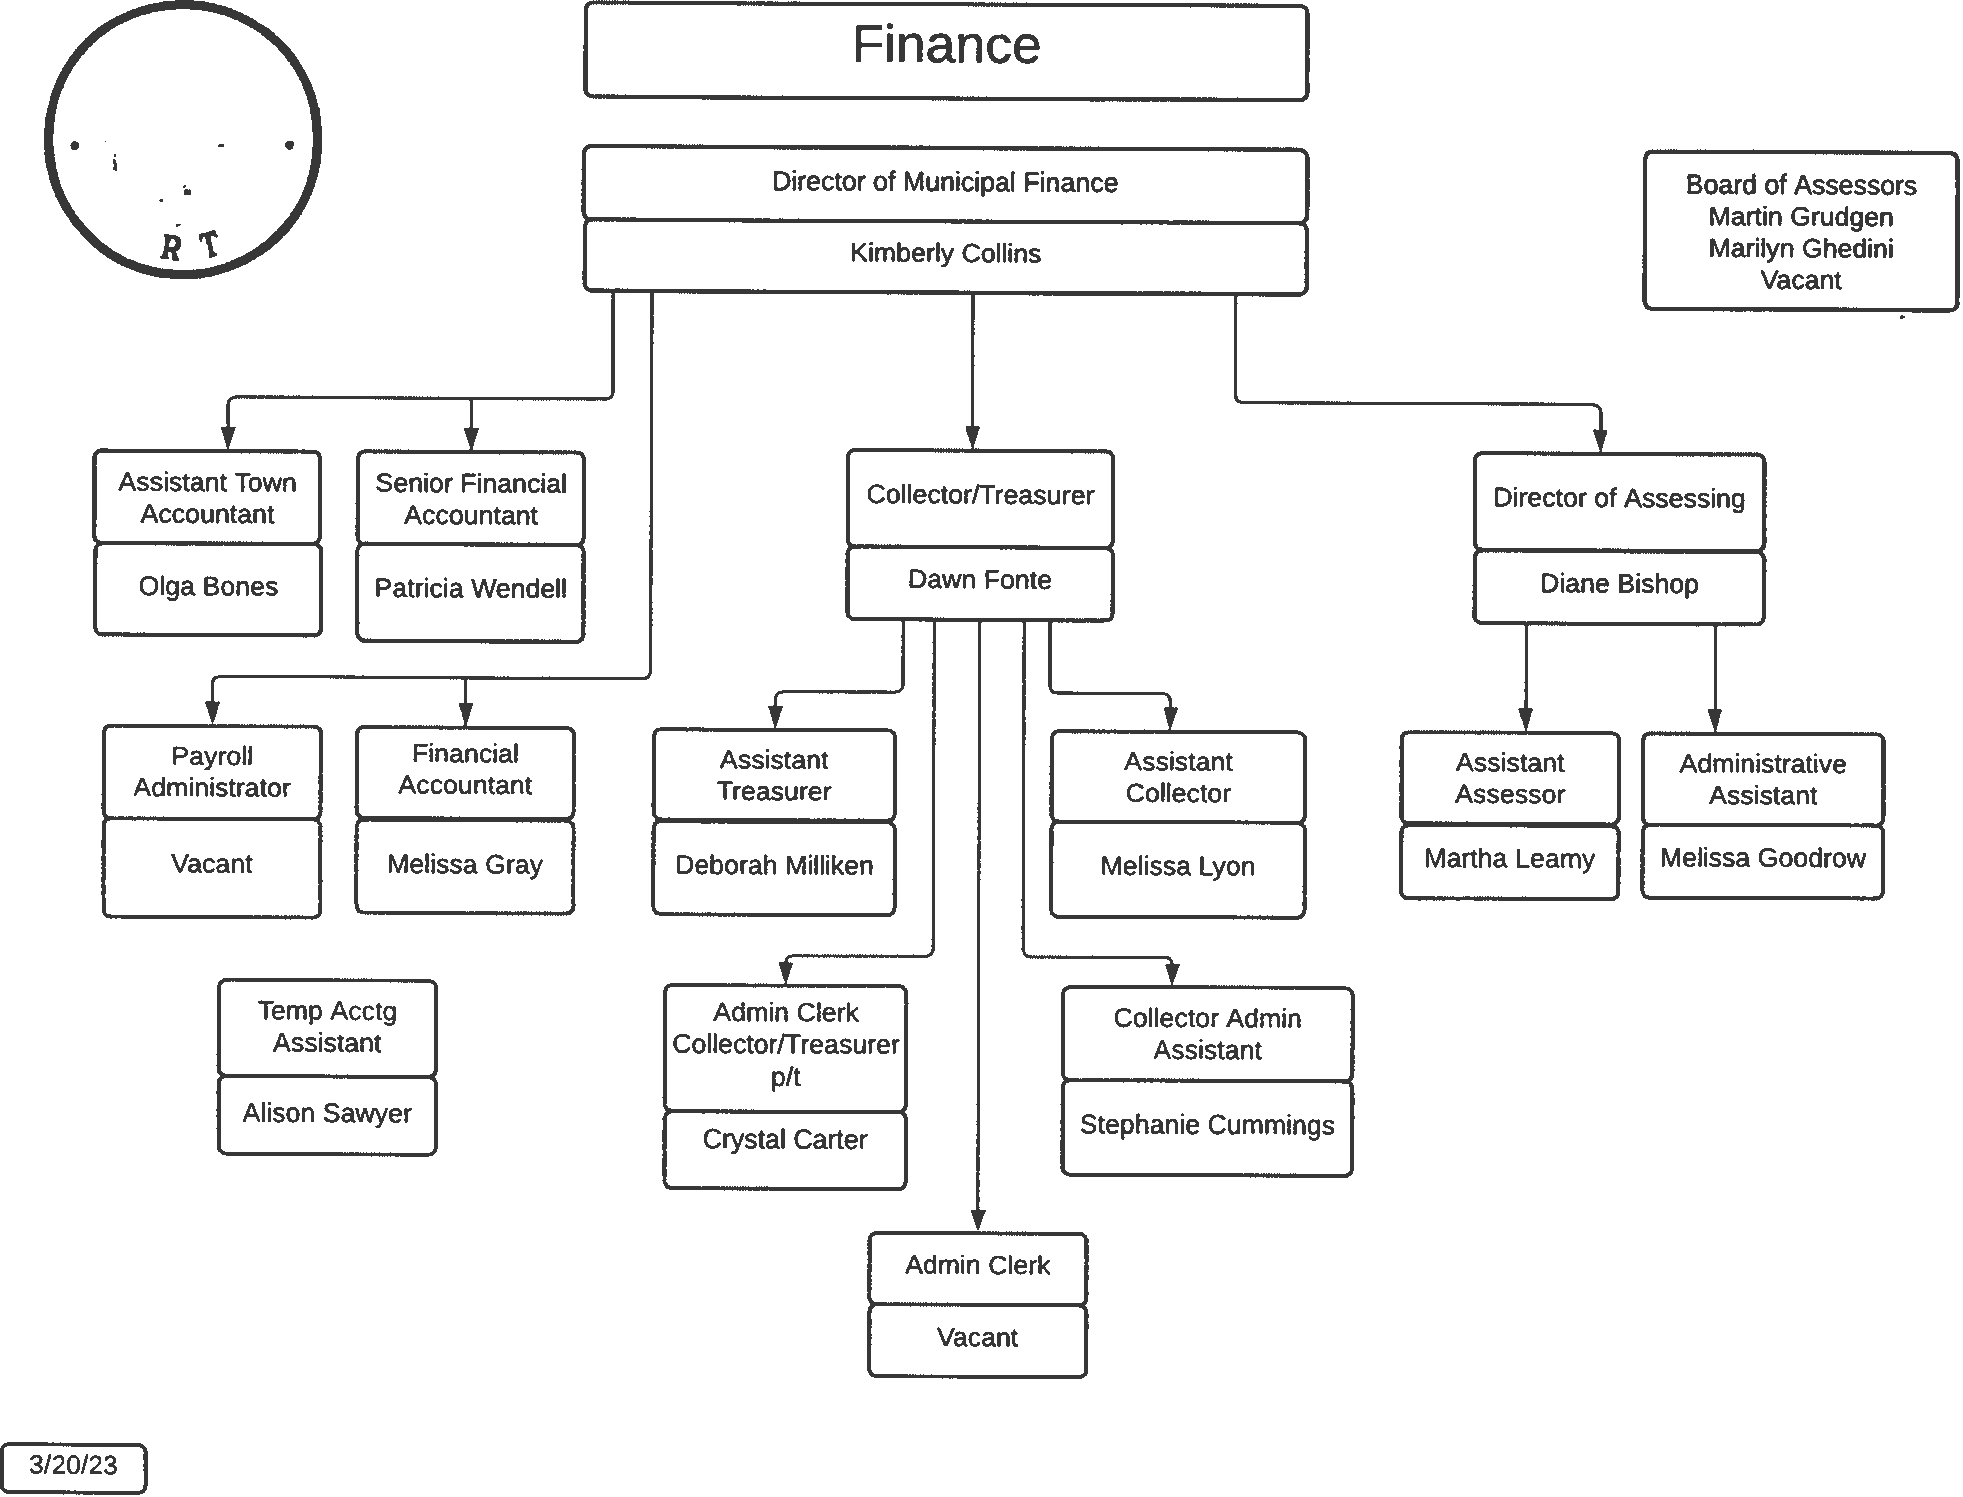 Finance
R T
Director of Municipal Finance
Kimberly Collins
Board of Assessors
Martin Grudgen
Marilyn Ghedini
Vacant
Assistant Town
Accountant
Olga Bones
Senior Financial
Accountant
Patricia Wendell
Collector/Treasurer
Dawn Fonte
Director of Assessing
Diane Bishop
Payroll
Administrator
Vacant
Financial
Accountant
Melissa Gray
Assistant
Treasurer
Deborah Milliken
Assistant
Collector
Melissa Lyon
Assistant
Assessor
Martha Leamy
Administrative
Assistant
Melissa Goodrow
Temp Acctg
Assistant
Alison Sawyer
Admin Clerk
Collector/Treasurer
p/t
Crystal Carter
Collector Admin
Assistant
Stephanie Cummings
Admin Clerk
Vacant
3/20/23